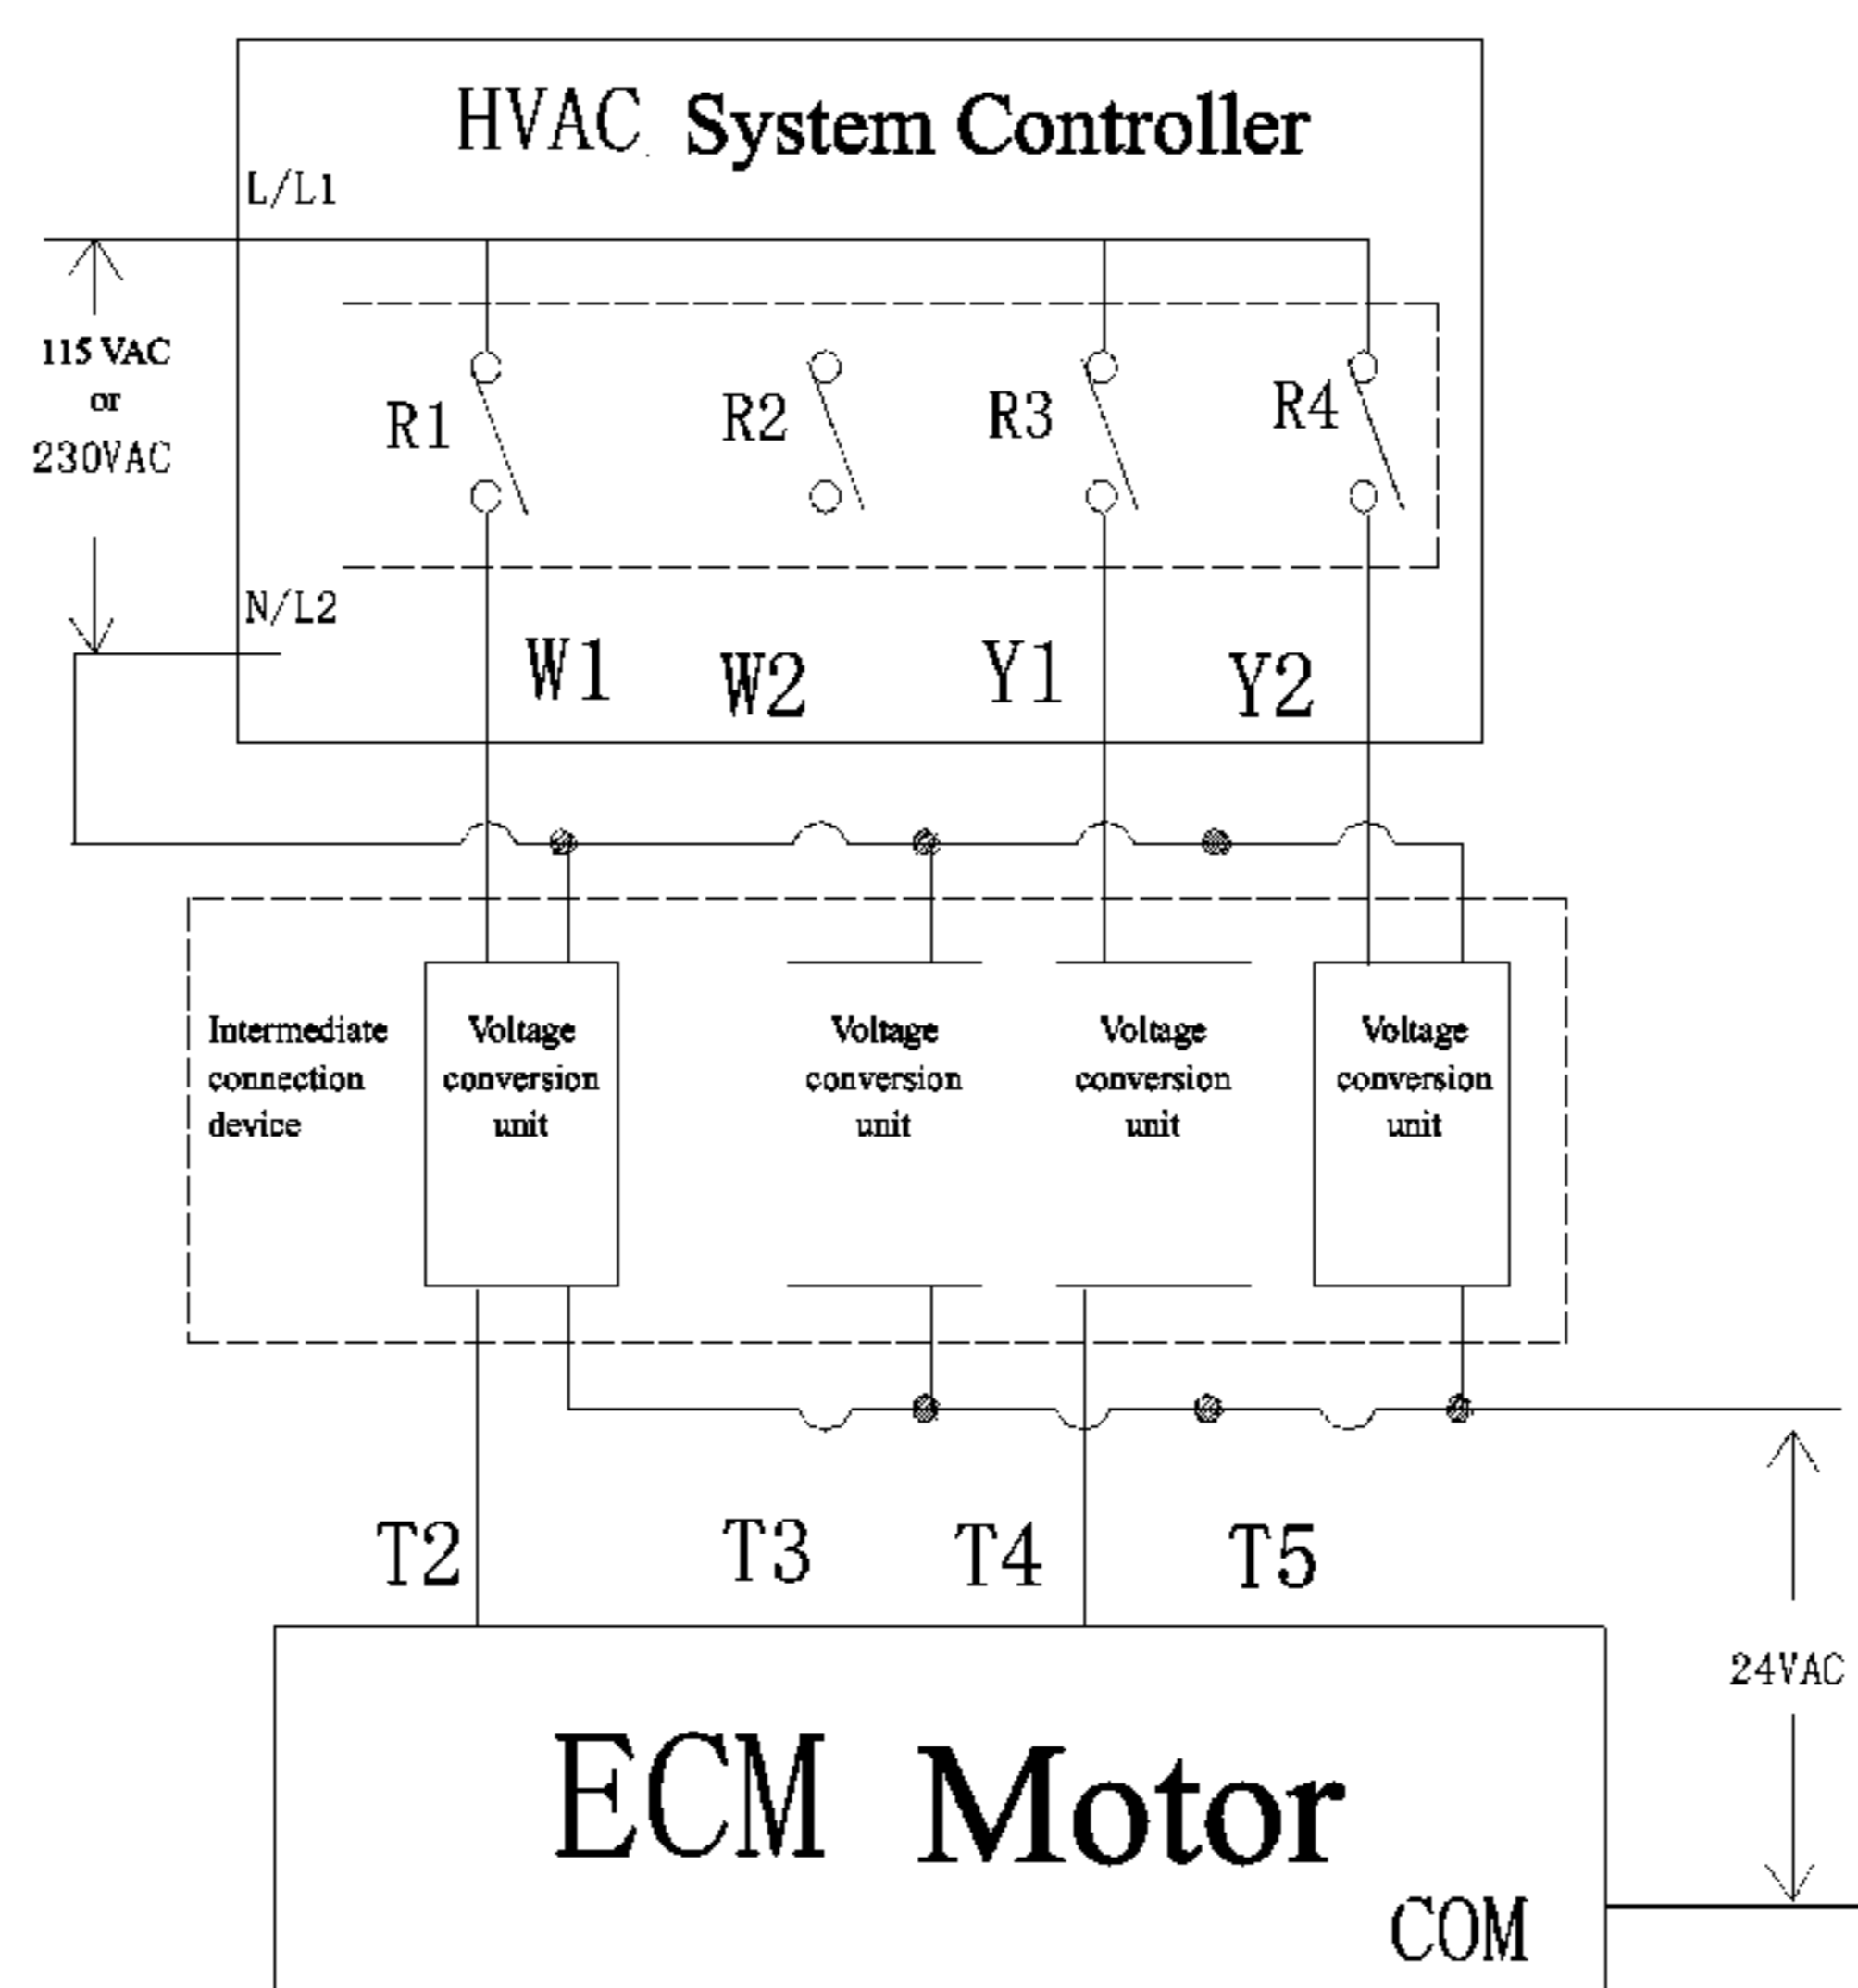 HVAC System Controller
L/L1
115 VAC
or
230VAC
R1
R2
R3
R4
N/L2
W1
W2
Y1
Y2
Intermediate
connection
device
Voltage
conversion
unit
Voltage
conversion
unit
Voltage
conversion
unit
Voltage
conversion
unit
T2
T3
T4
T5
24VAC
ECM Motor
COM